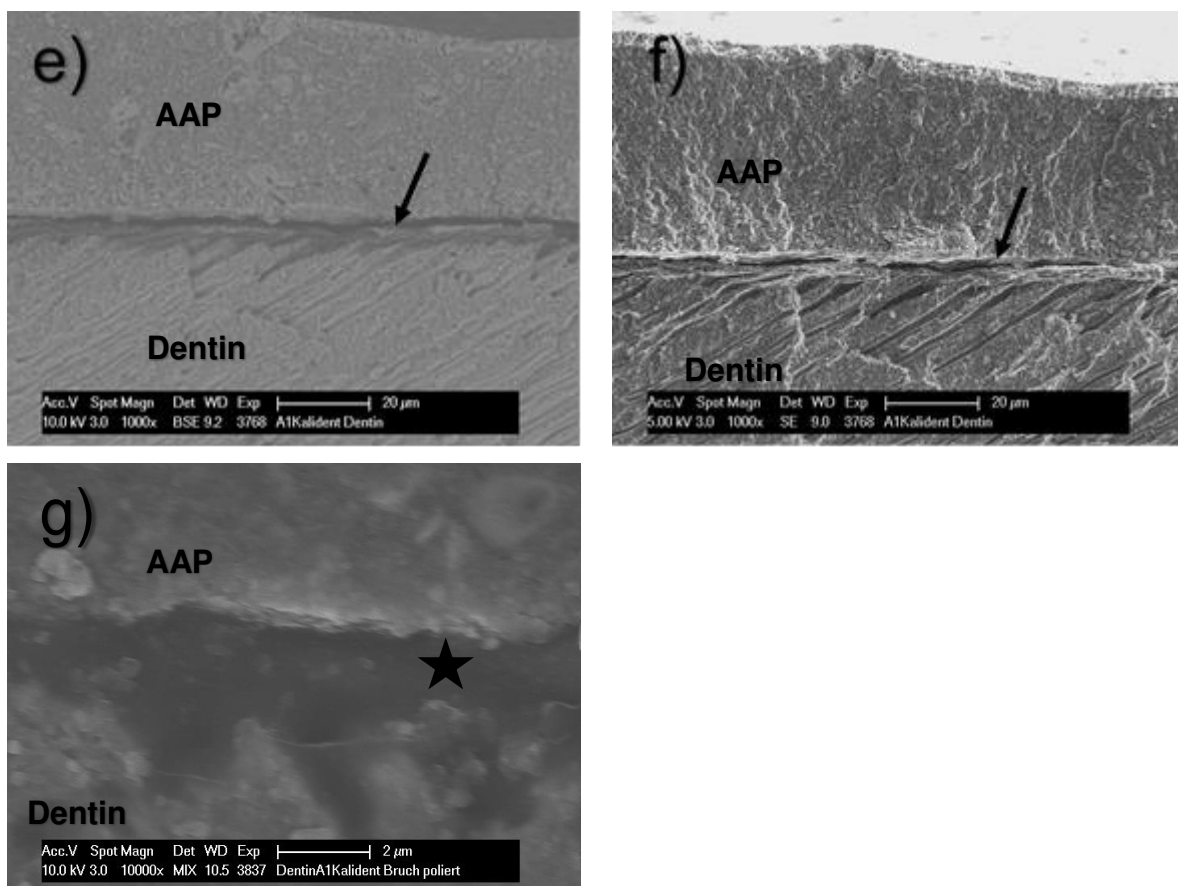 e)
AAP
Dentin
Acc.V Spot Magn Det WD Exp 20 µm
10.0 kV 3.0 1000x BSE 9.2 3768 A1Kalident Dentin
f)
AAP
Dentin
Acc.V Spot Magn Det WD Exp 20 µm
5.00 kV 3.0 1000x SE 9.0 3768 A1Kalident Dentin
g)
AAP
Dentin
Acc.V Spot Magn Det WD Exp 2 µm
10.0 kV 3.0 10000x MIX 10.5 3837 DentinA1Kalident Bruch poliert